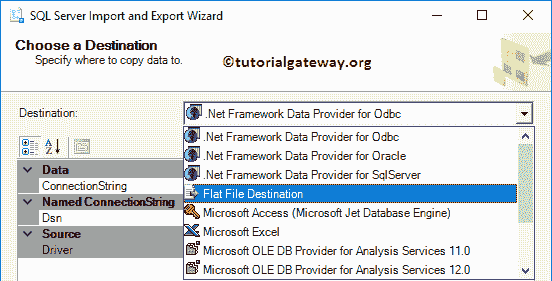 SQL Server Import and Export Wizard
Choose a Destination
Specify where to copy data to.
©tutorialgateway.org
Destination:
.Net Framework Data Provider for Odbc
.Net Framework Data Provider for Odbc
.Net Framework Data Provider for Oracle
.Net Framework Data Provider for SqlServer
Flat File Destination
Microsoft Access (Microsoft Jet Database Engine)
Microsoft Excel
Microsoft OLE DB Provider for Analysis Services 11.0
Microsoft OLE DB Provider for Analysis Services 12.0
Data
ConnectionString
Named ConnectionString
Dsn
Source
Driver